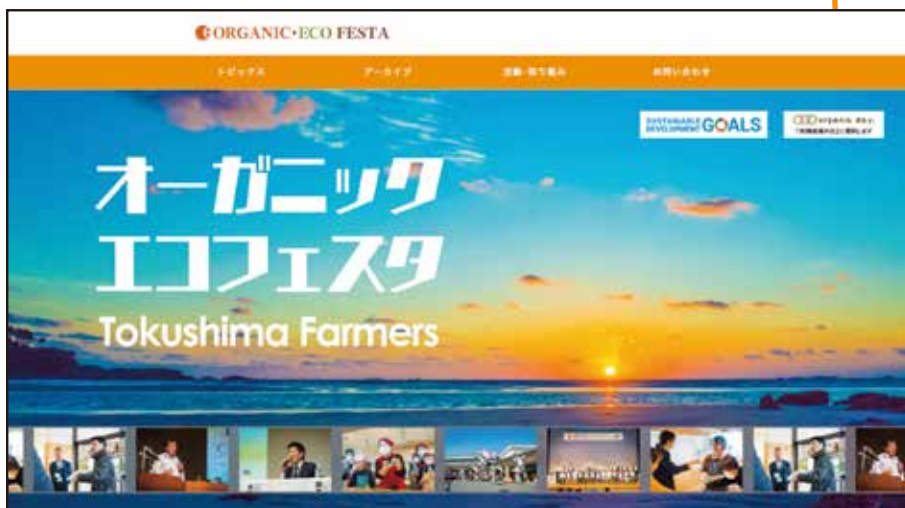 ORGANIC・ECO FESTA
トピックス アーカイブ 活動・取り組み お問い合わせ
SUSTAINABLE DEVELOPMENT GOALS
organic day.
オーガニック
エコフェスタ
Tokushima Farmers